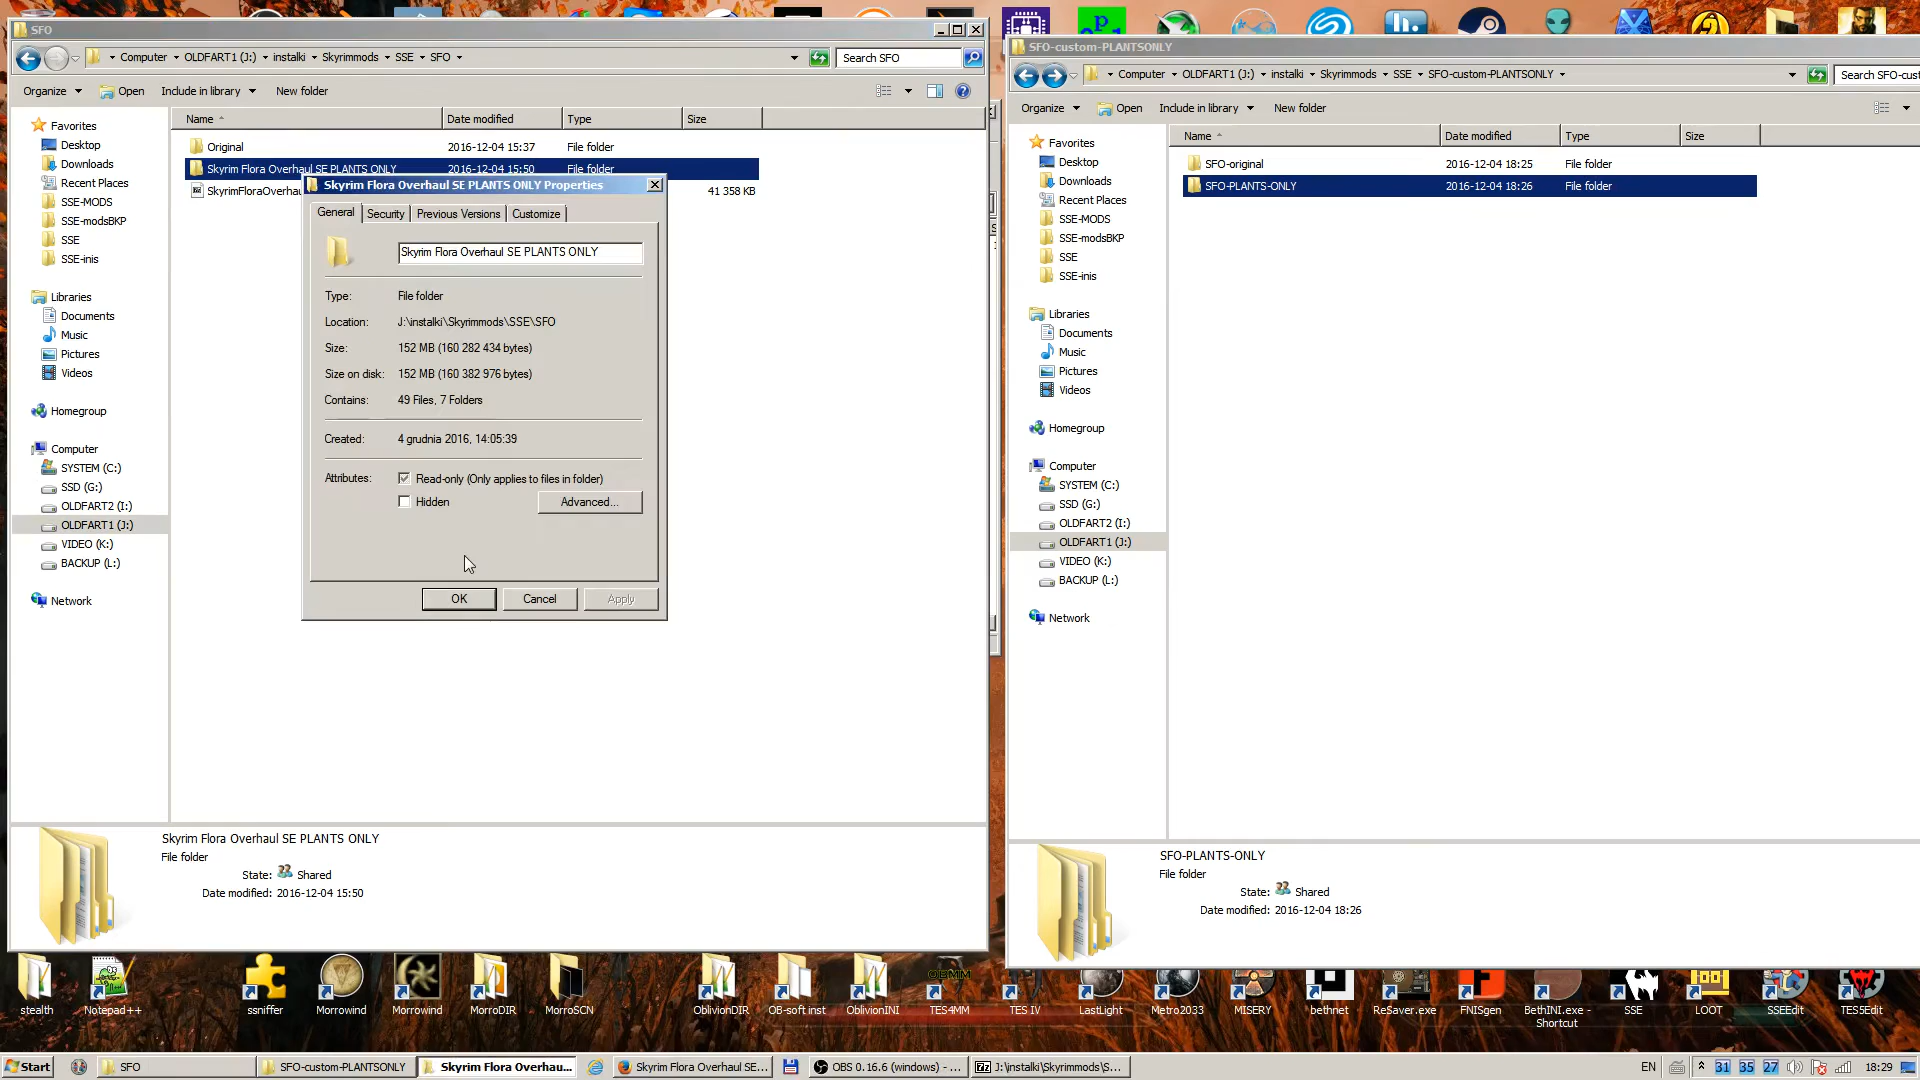 SFO
Computer
OLDFART1 (J:)
instalki
Skyrimmods
SSE
SFO
Search SFO
Organize
Open
Include in library
New folder
Name
Date modified
Type
Size
Favorites
Desktop
Downloads
Recent Places
SSE-MODS
SSE-modsBKP
SSE
SSE-inis
Libraries
Documents
Music
Pictures
Videos
Homegroup
Computer
SYSTEM (C:)
SSD (G:)
OLDFART2 (I:)
OLDFART1 (J:)
VIDEO (K:)
BACKUP (L:)
Network
Original 2016-12-04 15:37 File folder
Skyrim Flora Overhaul SE PLANTS ONLY 2016-12-04 15:50 File folder
SkyrimFloraOverhau 41 358 KB
Skyrim Flora Overhaul SE PLANTS ONLY Properties
General Security Previous Versions Customize
Skyrim Flora Overhaul SE PLANTS ONLY
Type: File folder
Location: J:\instalki\Skyrimmods\SSE\SFO
Size: 152 MB (160 282 434 bytes)
Size on disk: 152 MB (160 382 976 bytes)
Contains: 49 Files, 7 Folders
Created: 4 grudnia 2016, 14:05:39
Attributes: Read-only (Only applies to files in folder)
Hidden
Advanced...
OK Cancel Apply
Skyrim Flora Overhaul SE PLANTS ONLY
File folder
State: Shared
Date modified: 2016-12-04 15:50
SFO-custom-PLANTSONLY
Computer
OLDFART1 (J:)
instalki
Skyrimmods
SSE
SFO-custom-PLANTSONLY
Search SFO-cust
Organize
Open
Include in library
New folder
Name
Date modified
Type
Size
Favorites
Desktop
Downloads
Recent Places
SSE-MODS
SSE-modsBKP
SSE
SSE-inis
Libraries
Documents
Music
Pictures
Videos
Homegroup
Computer
SYSTEM (C:)
SSD (G:)
OLDFART2 (I:)
OLDFART1 (J:)
VIDEO (K:)
BACKUP (L:)
Network
SFO-original 2016-12-04 18:25 File folder
SFO-PLANTS-ONLY 2016-12-04 18:26 File folder
SFO-PLANTS-ONLY
File folder
State: Shared
Date modified: 2016-12-04 18:26
stealth
Notepad++
ssniffer
Morrowind
Morrowind
MorroDIR
MorroSCN
OblivionDIR
OB-soft inst
OblivionINI
TES4MM
TES IV
LastLight
Metro2033
MISERY
bethnet
ReSaver.exe
FNISgen
BethINI.exe -
Shortcut
SSE
LOOT
SSEEdit
TES5Edit
Start
SFO
SFO-custom-PLANTSONLY
Skyrim Flora Overhau...
Skyrim Flora Overhaul SE...
OBS 0.16.6 (windows) - ...
J:\instalki\Skyrimmods\S...
EN
31 35 27
18:29